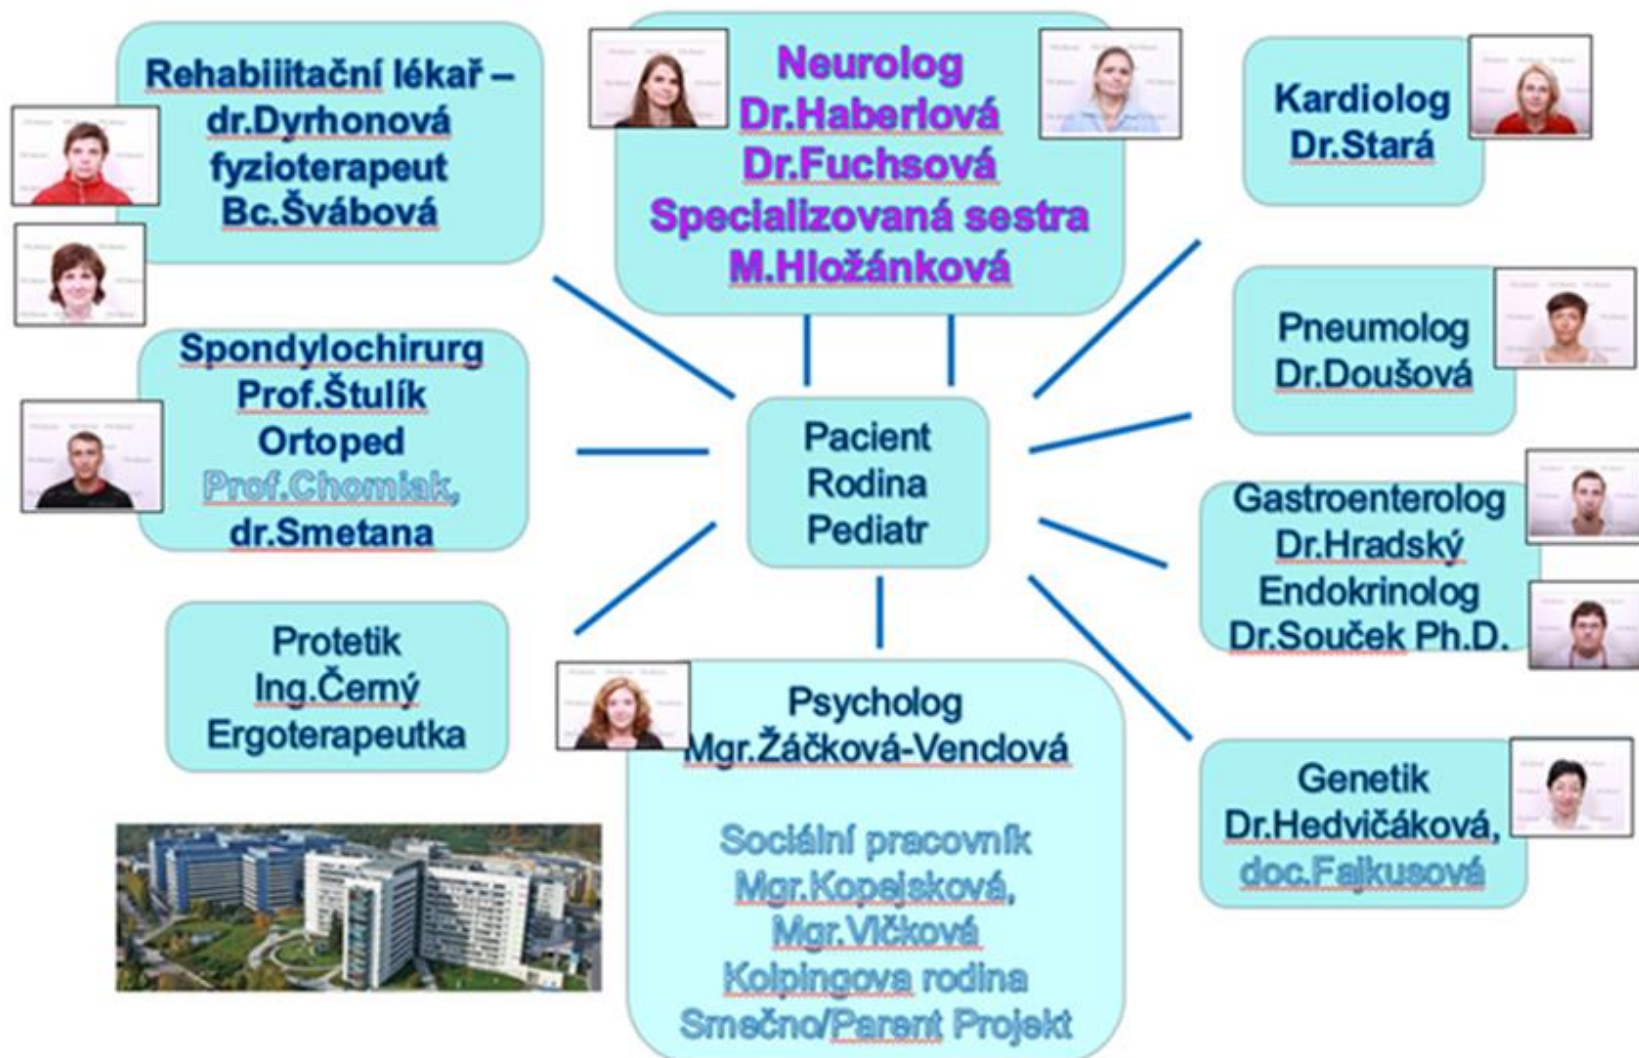 Rehabiiitační lékař –
dr.Dyrhonová
fyzioterapeut
Bc.Švábová
Neurolog
Dr.Haberlová
Dr.Fuchsová
Specializovaná sestra
M.Hložánková
Kardiolog
Dr.Stará
Spondylochirurg
Prof.Štulík
Ortoped
Prof.Chomiak,
dr.Smetana
Pacient
Rodina
Pediatr
Pneumolog
Dr.Doušová
Gastroenterolog
Dr.Hradský
Endokrinolog
Dr.Souček Ph.D.
Protetik
Ing.Černý
Ergoterapeutka
Psycholog
Mgr.Žáčková-Venclová
Sociální pracovník
Mgr.Kopejsková,
Mgr.Vlčková
Kolpingova rodina
Smečno/Parent Projekt
Genetik
Dr.Hedvičáková,
doc.Fajkusová